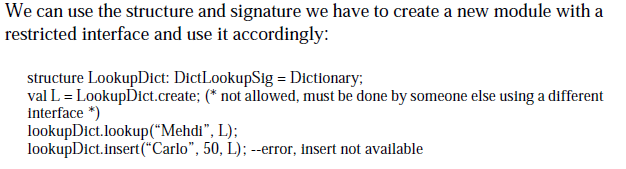 We can use the structure and signature we have to create a new module with a
restricted interface and use it accordingly:
structure LookupDict: DictLookupSig = Dictionary;
val L = LookupDict.create; (* not allowed, must be done by someone else using a different
interface *)
lookupDict.lookup(“Mehdi”, L);
lookupDict.insert(“Carlo”, 50, L); --error, insert not available